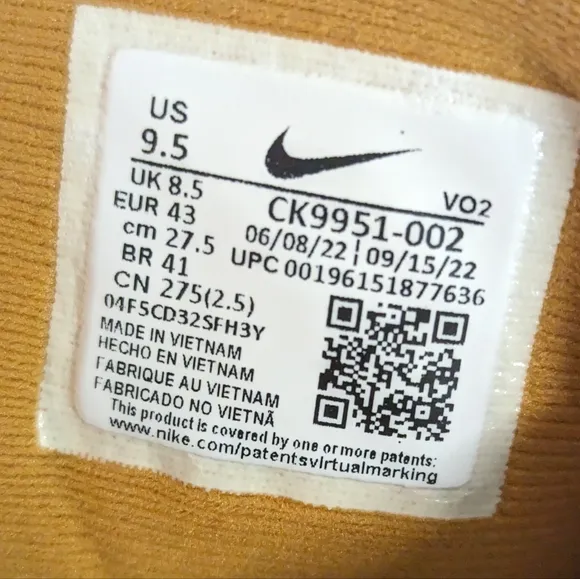 US
9.5
UK 8.5
EUR 43
cm 27.5
BR 41
CN 275(2.5)
04F5CD32SFH3Y
VO2
CK9951-002
06/08/22 | 09/15/22
UPC 00196151877636
MADE IN VIETNAM
HECHO EN VIETNAM
FABRIQUE AU VIETNAM
FABRICADO NO VIETNÃ
This product is covered by one or more patents:
www.nike.com/patentsvirtualmarking